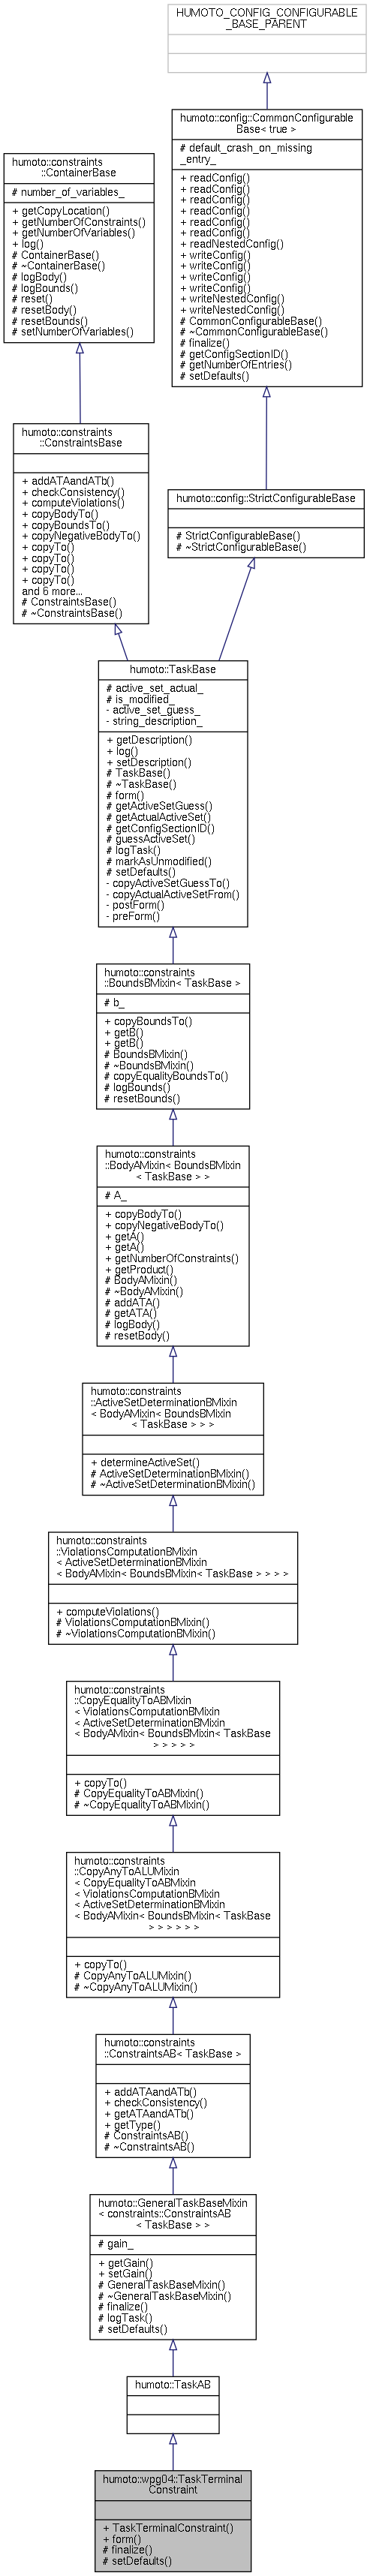 HUMOTO_CONFIG_CONFIGURABLE
_BASE_PARENT
humoto::config::CommonConfigurable
Base< true >
# default_crash_on_missing
_entry_
+ readConfig()
+ readConfig()
+ readConfig()
+ readConfig()
+ readConfig()
+ readConfig()
+ readNestedConfig()
+ writeConfig()
+ writeConfig()
+ writeConfig()
+ writeConfig()
+ writeNestedConfig()
+ writeNestedConfig()
# CommonConfigurableBase()
# ~CommonConfigurableBase()
# finalize()
# getConfigSectionID()
# getNumberOfEntries()
# setDefaults()
humoto::constraints
::ContainerBase
# number_of_variables_
+ getCopyLocation()
+ getNumberOfConstraints()
+ getNumberOfVariables()
+ log()
# ContainerBase()
# ~ContainerBase()
# logBody()
# logBounds()
# reset()
# resetBody()
# resetBounds()
# setNumberOfVariables()
humoto::constraints
::ConstraintsBase
+ addATAandATb()
+ checkConsistency()
+ computeViolations()
+ copyBodyTo()
+ copyBoundsTo()
+ copyNegativeBodyTo()
+ copyTo()
+ copyTo()
+ copyTo()
+ copyTo()
and 6 more...
# ConstraintsBase()
# ~ConstraintsBase()
humoto::config::StrictConfigurableBase
# StrictConfigurableBase()
# ~StrictConfigurableBase()
humoto::TaskBase
# active_set_actual_
# is_modified_
- active_set_guess_
- string_description_
+ getDescription()
+ log()
+ setDescription()
# TaskBase()
# ~TaskBase()
# form()
# getActiveSetGuess()
# getActualActiveSet()
# getConfigSectionID()
# guessActiveSet()
# logTask()
# markAsUnmodified()
# setDefaults()
- copyActiveSetGuessTo()
- copyActualActiveSetFrom()
- postForm()
- preForm()
humoto::constraints
::BoundsBMixin< TaskBase >
# b_
+ copyBoundsTo()
+ getB()
+ getB()
# BoundsBMixin()
# ~BoundsBMixin()
# copyEqualityBoundsTo()
# logBounds()
# resetBounds()
humoto::constraints
::BodyAMixin< BoundsBMixin
< TaskBase > >
# A_
+ copyBodyTo()
+ copyNegativeBodyTo()
+ getA()
+ getA()
+ getNumberOfConstraints()
+ getProduct()
# BodyAMixin()
# ~BodyAMixin()
# addATA()
# getATA()
# logBody()
# resetBody()
humoto::constraints
::ActiveSetDeterminationBMixin
< BodyAMixin< BoundsBMixin
< TaskBase > > >
+ determineActiveSet()
# ActiveSetDeterminationBMixin()
# ~ActiveSetDeterminationBMixin()
humoto::constraints
::ViolationsComputationBMixin
< ActiveSetDeterminationBMixin
< BodyAMixin< BoundsBMixin< TaskBase > > > >
+ computeViolations()
# ViolationsComputationBMixin()
# ~ViolationsComputationBMixin()
humoto::constraints
::CopyEqualityToABMixin
< ViolationsComputationBMixin
< ActiveSetDeterminationBMixin
< BodyAMixin< BoundsBMixin< TaskBase
> > > > >
+ copyTo()
# CopyEqualityToABMixin()
# ~CopyEqualityToABMixin()
humoto::constraints
::CopyAnyToALUMixin
< CopyEqualityToABMixin
< ViolationsComputationBMixin
< ActiveSetDeterminationBMixin
< BodyAMixin< BoundsBMixin< TaskBase
> > > > > >
+ copyTo()
# CopyAnyToALUMixin()
# ~CopyAnyToALUMixin()
humoto::constraints
::ConstraintsAB< TaskBase >
+ addATAandATb()
+ checkConsistency()
+ getATAandATb()
+ getType()
# ConstraintsAB()
# ~ConstraintsAB()
humoto::GeneralTaskBaseMixin
< constraints::ConstraintsAB
< TaskBase > >
# gain_
+ getGain()
+ setGain()
# GeneralTaskBaseMixin()
# ~GeneralTaskBaseMixin()
# finalize()
# logTask()
# setDefaults()
humoto::TaskAB
humoto::wpg04::TaskTerminal
Constraint
+ TaskTerminalConstraint()
+ form()
# finalize()
# setDefaults()